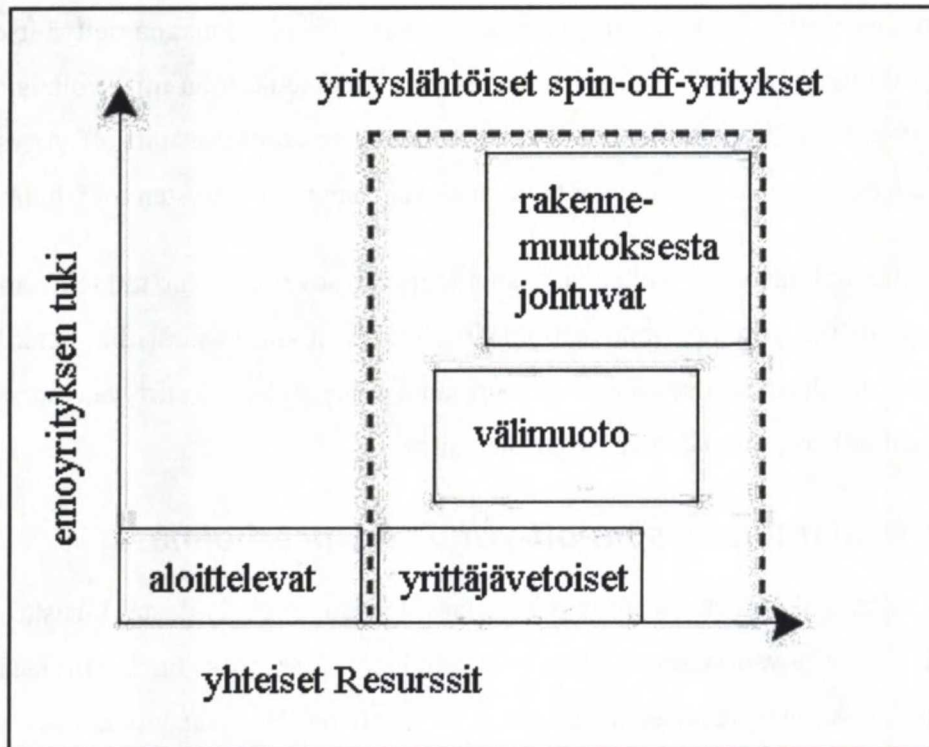 yrityslähtöiset spin-off-yritykset
rakenne-
muutoksesta
johtuvat
emoyrityksen tuki
välimuoto
aloittelevat
yrittäjävetoiset
yhteiset Resurssit